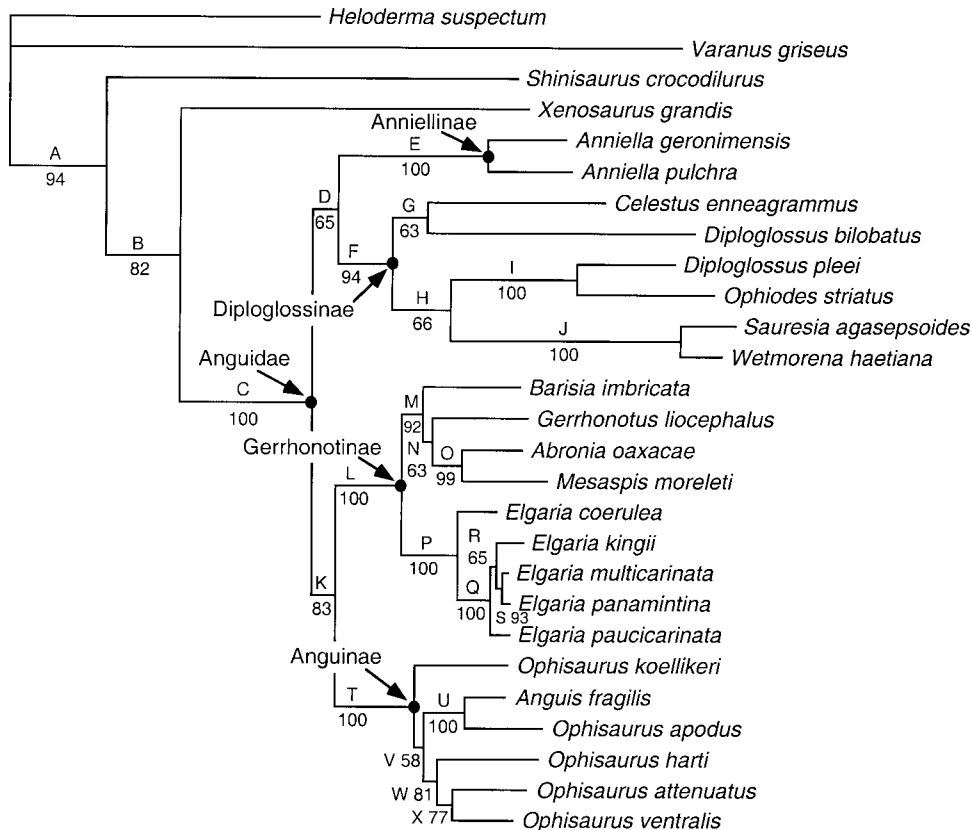 Heloderma suspectum
Varanus griseus
Shinisaurus crocodilurus
Xenosaurus grandis
Anniellinae
Anniella geronimensis
E
100
A
94
Anniella pulchra
D
65
G
63
Celestus enneagrammus
Diploglossus bilobatus
B
82
F
94
I
100
Diploglossus pleei
Ophiodes striatus
Diploglossinae
H
66
J
100
Sauresia agasepsoides
Wetmorena haetiana
Anguidae
C
100
M
92
Barisia imbricata
Gerrhonotus liocephalus
Gerrhonotinae
N
63
O
99
Abronia oaxacae
Mesaspis moreleti
L
100
Elgaria coerulea
P
100
R
65
Elgaria kingii
Elgaria multicarinata
K
83
Q
100
Elgaria panamintina
S 93
Elgaria paucicarinata
Anguinae
Ophisaurus koellikeri
T
100
U
100
Anguis fragilis
Ophisaurus apodus
V 58
Ophisaurus harti
W 81
Ophisaurus attenuatus
X 77
Ophisaurus ventralis